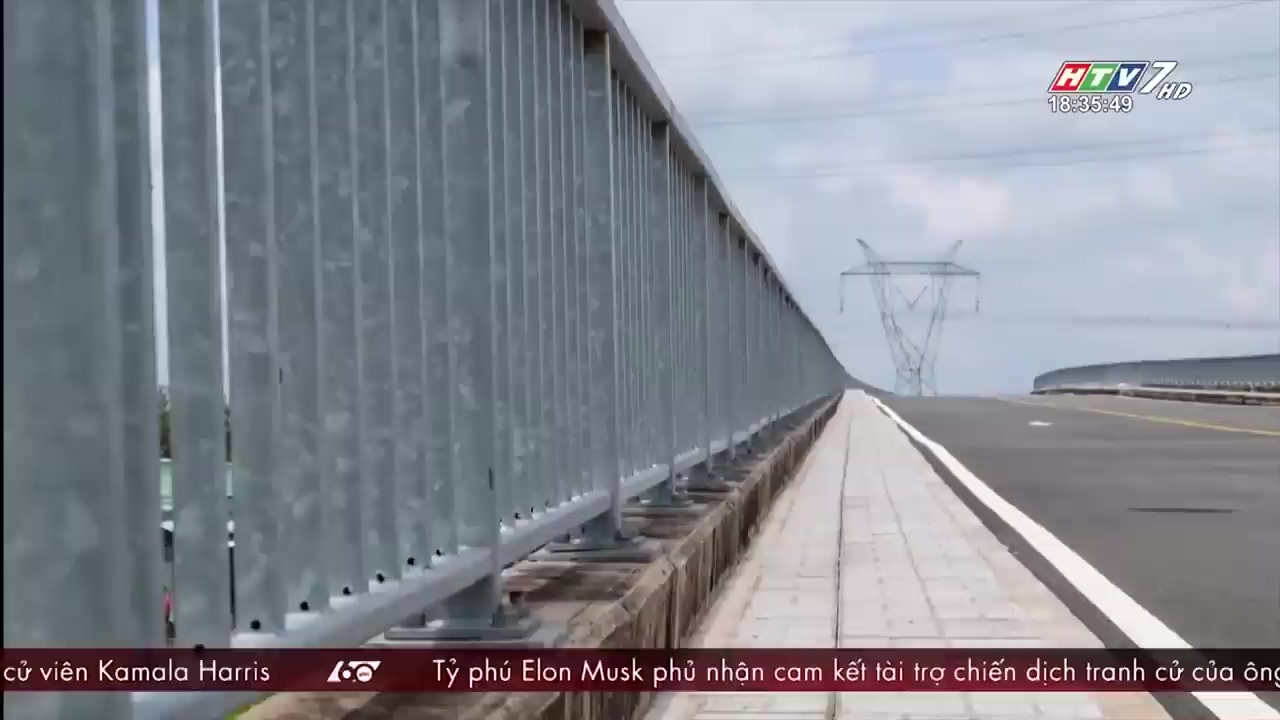 HTV7 HD
18:35:49
cử viên Kamala Harris 60 Tỷ phú Elon Musk phủ nhận cam kết tài trợ chiến dịch tranh cử của ông